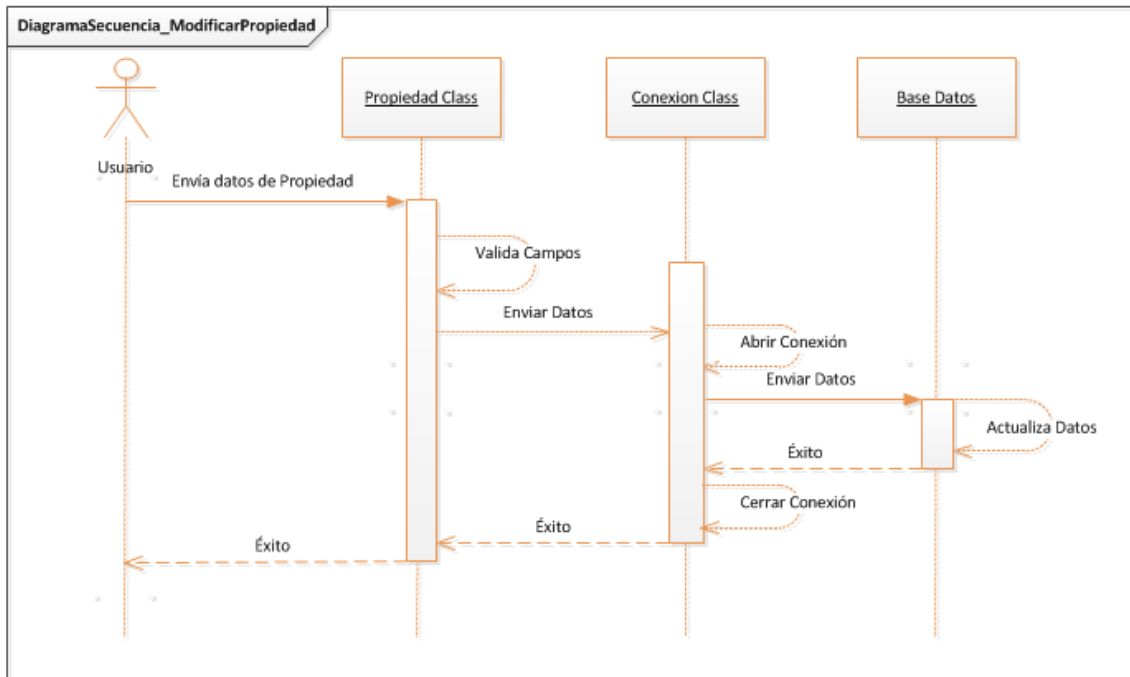 DiagramaSecuencia_ModificarPropiedad
Propiedad Class
Conexion Class
Base Datos
Usuario
Envía datos de Propiedad
Valida Campos
Enviar Datos
Abrir Conexión
Enviar Datos
Actualiza Datos
Éxito
Cerrar Conexión
Éxito
Éxito